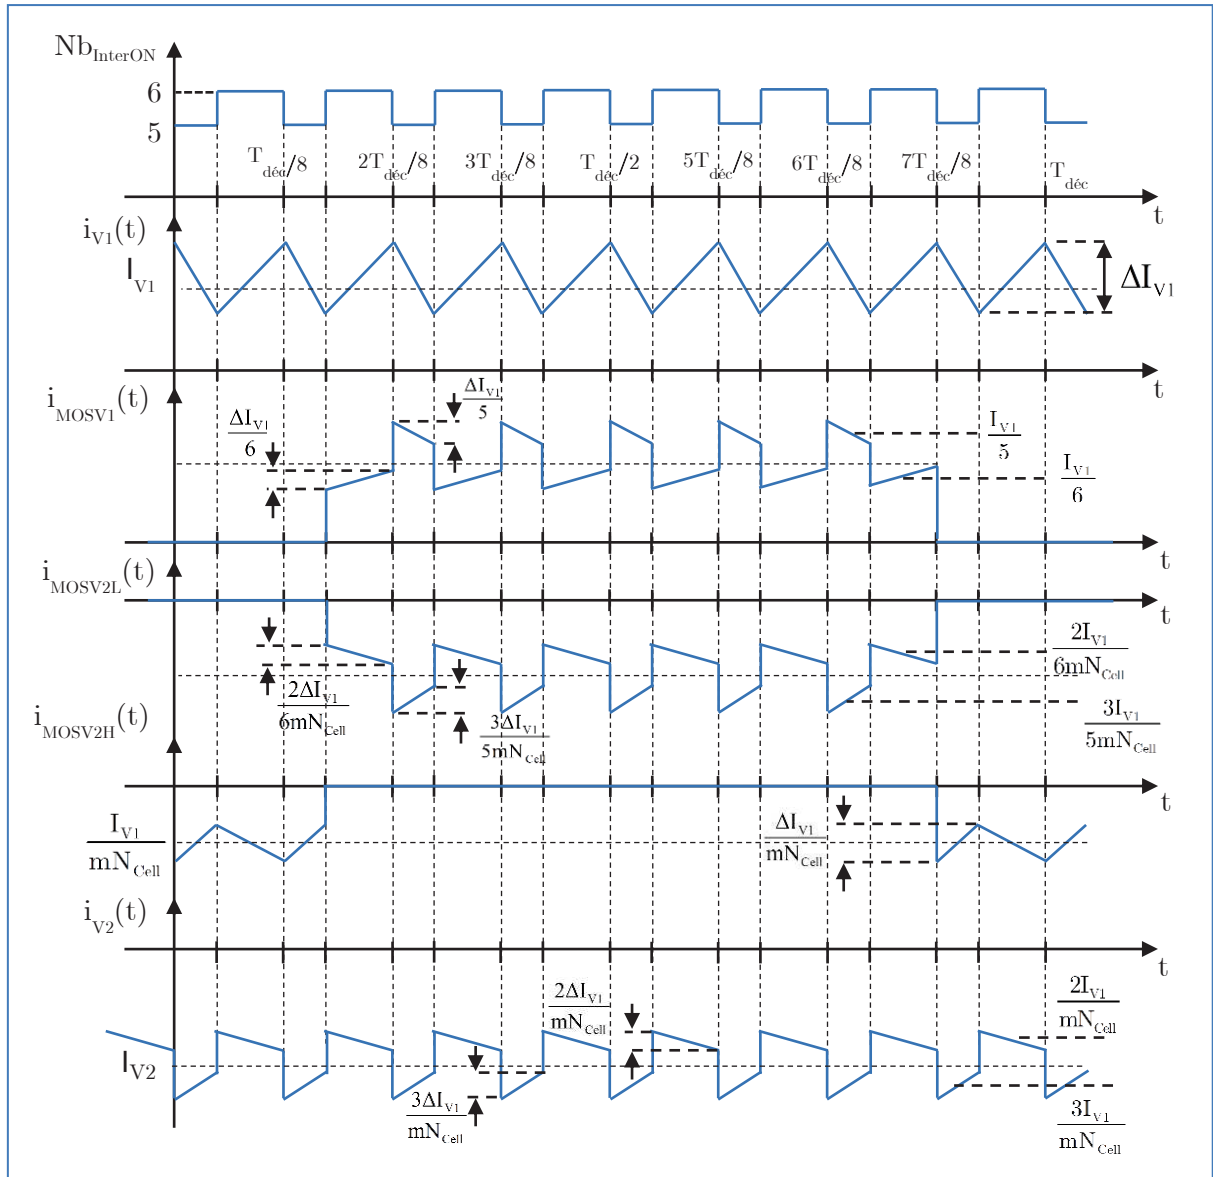 Nb_InterON
6
5
T_déc/8 2T_déc/8 3T_déc/8 T_déc/2 5T_déc/8 6T_déc/8 7T_déc/8 T_déc
t
i_V1(t)
I_V1
ΔI_V1
t
i_MOSV1(t)
ΔI_V1/6
ΔI_V1/5
I_V1/5
I_V1/6
t
i_MOSV2L(t)
t
2ΔI_V1/6mN_Cell
3ΔI_V1/5mN_Cell
2I_V1/6mN_Cell
3I_V1/5mN_Cell
i_MOSV2H(t)
t
I_V1/mN_Cell
ΔI_V1/mN_Cell
i_V2(t)
t
2ΔI_V1/mN_Cell
2I_V1/mN_Cell
I_V2
3ΔI_V1/mN_Cell
3I_V1/mN_Cell